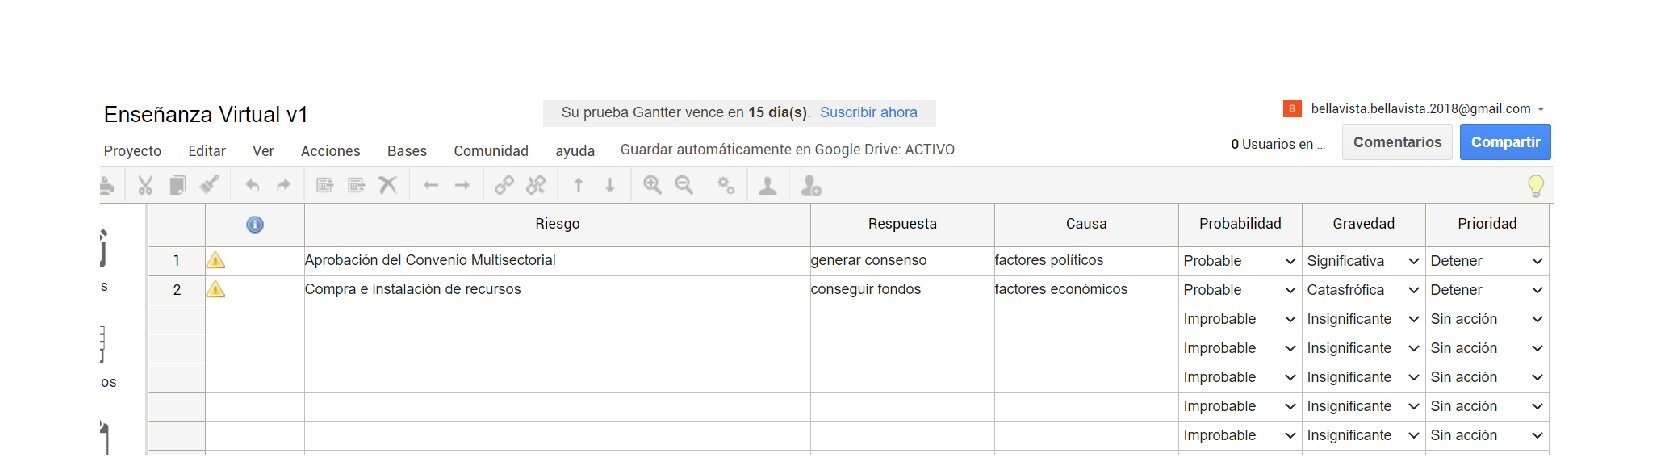 Enseñanza Virtual v1
Su prueba Gantter vence en 15 día(s). Suscribir ahora
B bellavista.bellavista.2018@gmail.com
Proyecto Editar Ver Acciones Bases Comunidad ayuda Guardar automáticamente en Google Drive: ACTIVO
0 Usuarios en ... Comentarios Compartir
Riesgo Respuesta Causa Probabilidad Gravedad Prioridad
1 Aprobación del Convenio Multisectorial generar consenso factores políticos Probable Significativa Detener
2 Compra e instalación de recursos conseguir fondos factores económicos Probable Catasfrófica Detener
Improbable Insignificante Sin acción
Improbable Insignificante Sin acción
Improbable Insignificante Sin acción
Improbable Insignificante Sin acción
Improbable Insignificante Sin acción